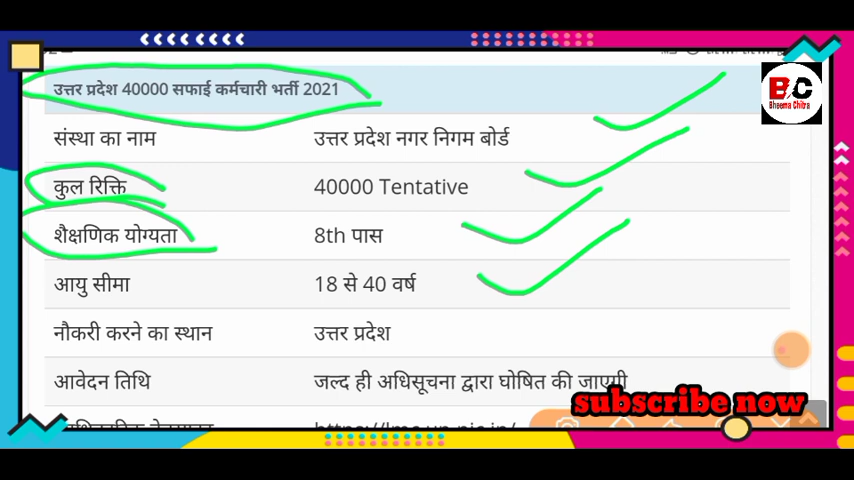 उत्तर प्रदेश 40000 सफाई कर्मचारी भर्ती 2021
BC
Bheema Chitra
संस्था का नाम उत्तर प्रदेश नगर निगम बोर्ड
कुल रिक्ति 40000 Tentative
शैक्षणिक योग्यता 8th पास
आयु सीमा 18 से 40 वर्ष
नौकरी करने का स्थान उत्तर प्रदेश
आवेदन तिथि जल्द ही अधिसूचना द्वारा घोषित की जाएगी
subscribe now